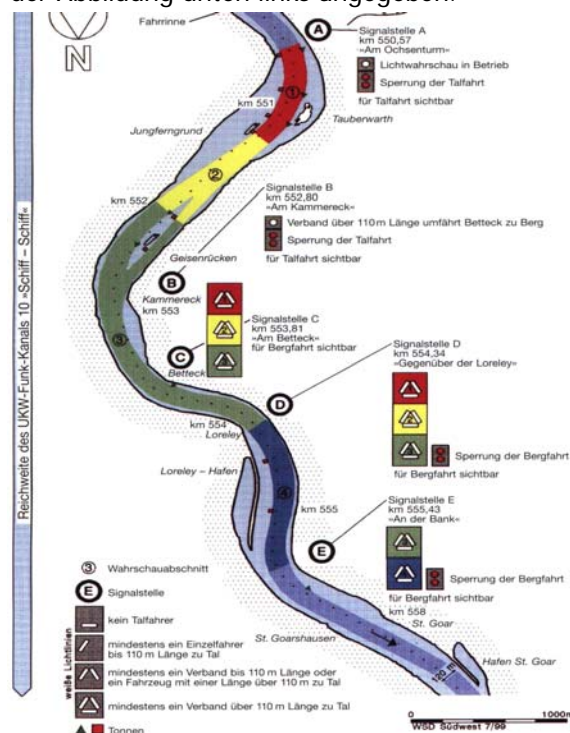 der Abbildung unten links angegeben.
Fahrrinne
N
A
Signalstelle A
km 550,57
»Am Ochsenturm«
Lichtwahrschau in Betrieb
Sperrung der Talfahrt
für Talfahrt sichtbar
1
km 551
Tauberwarth
Jungferngrund
2
km 552
Signalstelle B
km 552,80
»Am Kammereck«
Verband über 110 m Länge umfährt Betteck zu Berg
Sperrung der Talfahrt
für Talfahrt sichtbar
Geisenrücken
B
Kammereck
km 553
Signalstelle C
km 553,81
»Am Betteck«
für Bergfahrt sichtbar
3
C
Betteck
Signalstelle D
km 554,34
»Gegenüber der Loreley«
D
Sperrung der Bergfahrt
für Bergfahrt sichtbar
km 554
Loreley
Loreley – Hafen
4
km 555
Signalstelle E
km 555,43
»An der Bank«
E
Sperrung der Bergfahrt
für Bergfahrt sichtbar
km 558
St. Goar
St. Goarshausen
Hafen St. Goar
120 m
Reichweite des UKW-Funk-Kanals 10 »Schiff – Schiff«
3 Wahrschauabschnitt
E Signalstelle
weiße Lichtlinien
kein Talfahrer
mindestens ein Einzelfahrer
bis 110 m Länge zu Tal
mindestens ein Verband bis 110 m Länge oder
ein Fahrzeug mit einer Länge über 110 m zu Tal
mindestens ein Verband über 110 m Länge zu Tal
Tonnen
0 1000m
WSD Südwest 7/99